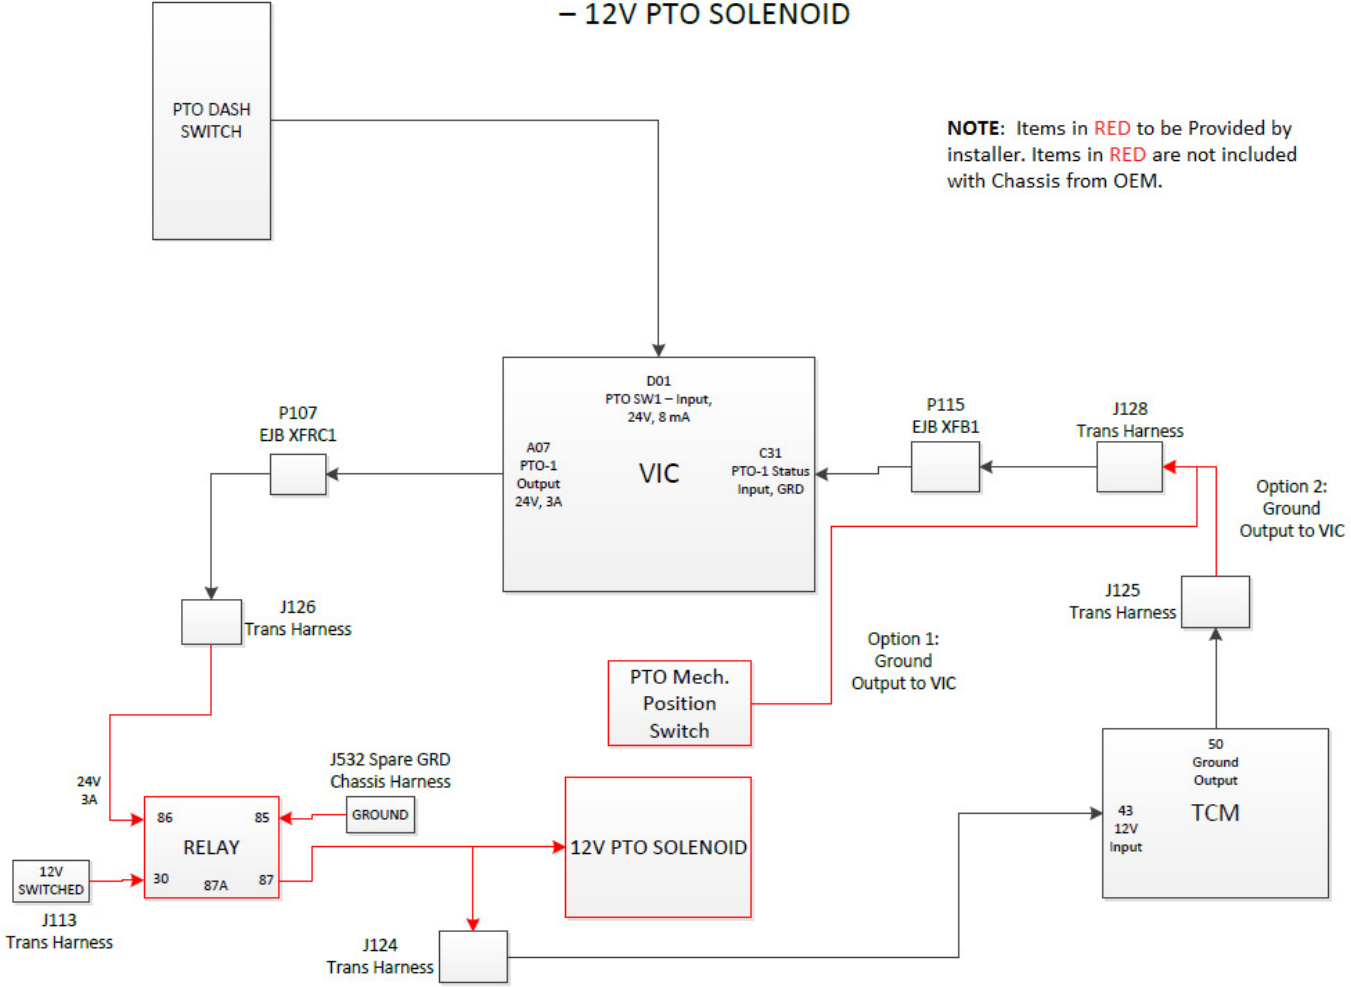 – 12V PTO SOLENOID
PTO DASH
SWITCH
NOTE: Items in RED to be Provided by
installer. Items in RED are not included
with Chassis from OEM.
D01
PTO SW1 – Input,
24V, 8 mA
A07
PTO-1
Output
24V, 3A
VIC
C31
PTO-1 Status
Input, GRD
P107
EJB XFRC1
P115
EJB XFB1
J128
Trans Harness
Option 2:
Ground
Output to VIC
J126
Trans Harness
J125
Trans Harness
Option 1:
Ground
Output to VIC
PTO Mech.
Position
Switch
24V
3A
J532 Spare GRD
Chassis Harness
GROUND
86
85
RELAY
30
87A
87
12V
SWITCHED
J113
Trans Harness
12V PTO SOLENOID
J124
Trans Harness
50
Ground
Output
43
12V
Input
TCM